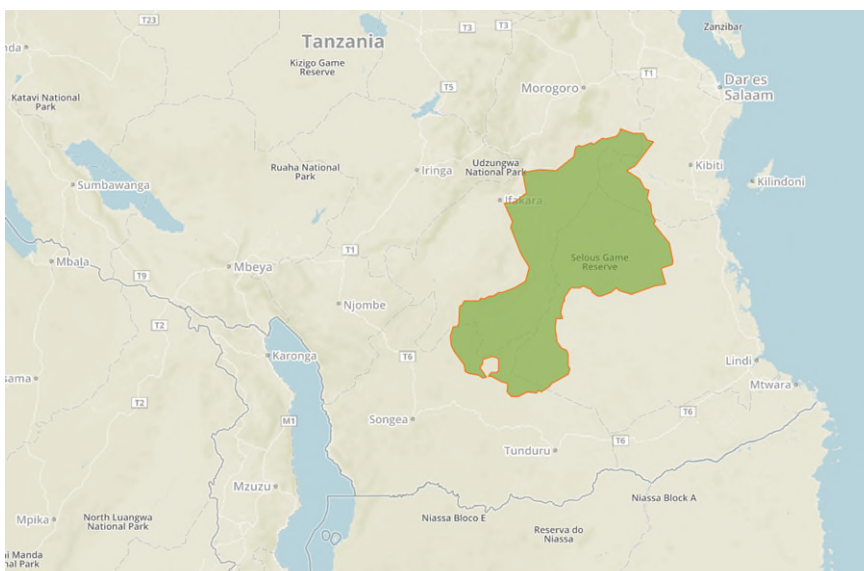 T23
T3
T3
Zanzibar
nda
Tanzania
Kizigo Game
Reserve
T1
Dar es
Salaam
Katavi National
Park
T5
Morogoro
Ruaha National
Park
Iringa
Udzungwa
National Park
Kibiti
Sumbawanga
Ifakara
Kilindoni
T1
Mbala
T9
Mbeya
Selous Game
Reserve
Njombe
T2
Karonga
T6
Lindi
sama
Mtwara
T2
M1
Songea
T6
T6
Tunduru
Mzuzu
Niassa Block A
Mpika
North Luangwa
National Park
Niassa Bloco E
Reserva do
Niassa
i Manda
nal Park